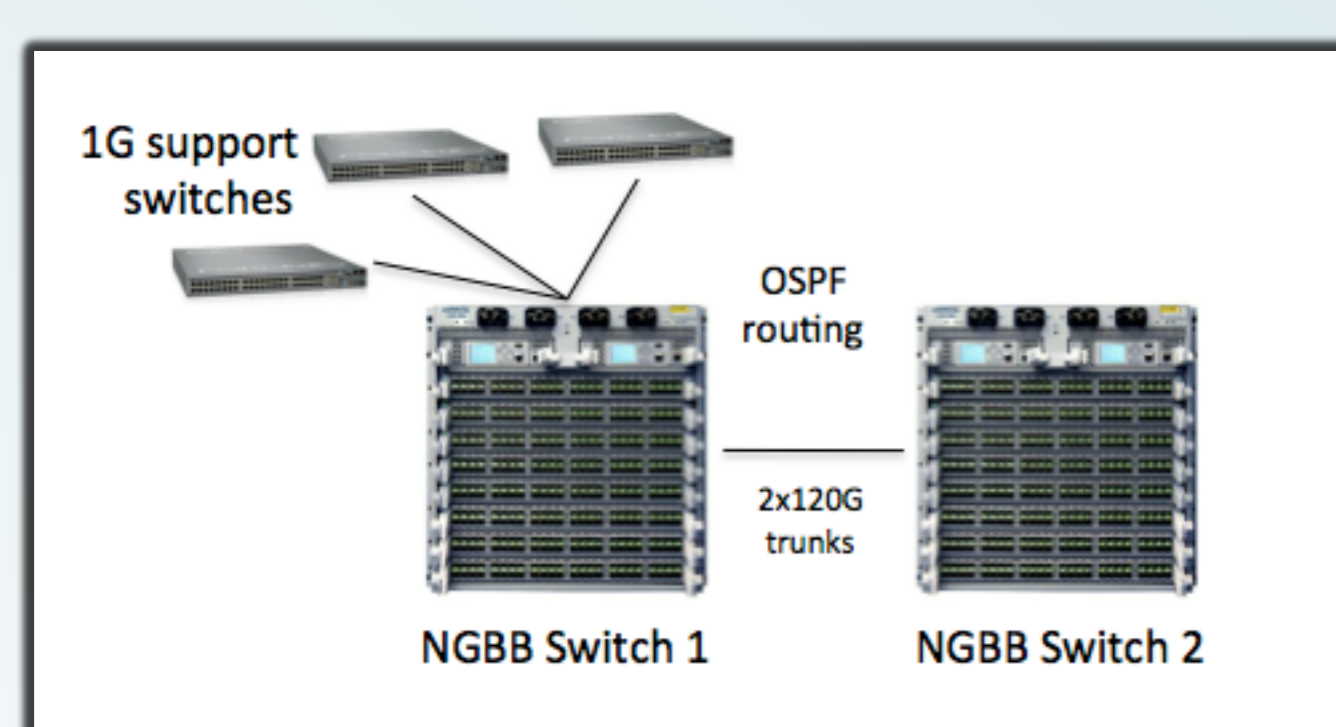 1G support
switches
OSPF
routing
2x120G
trunks
NGBB Switch 1
NGBB Switch 2